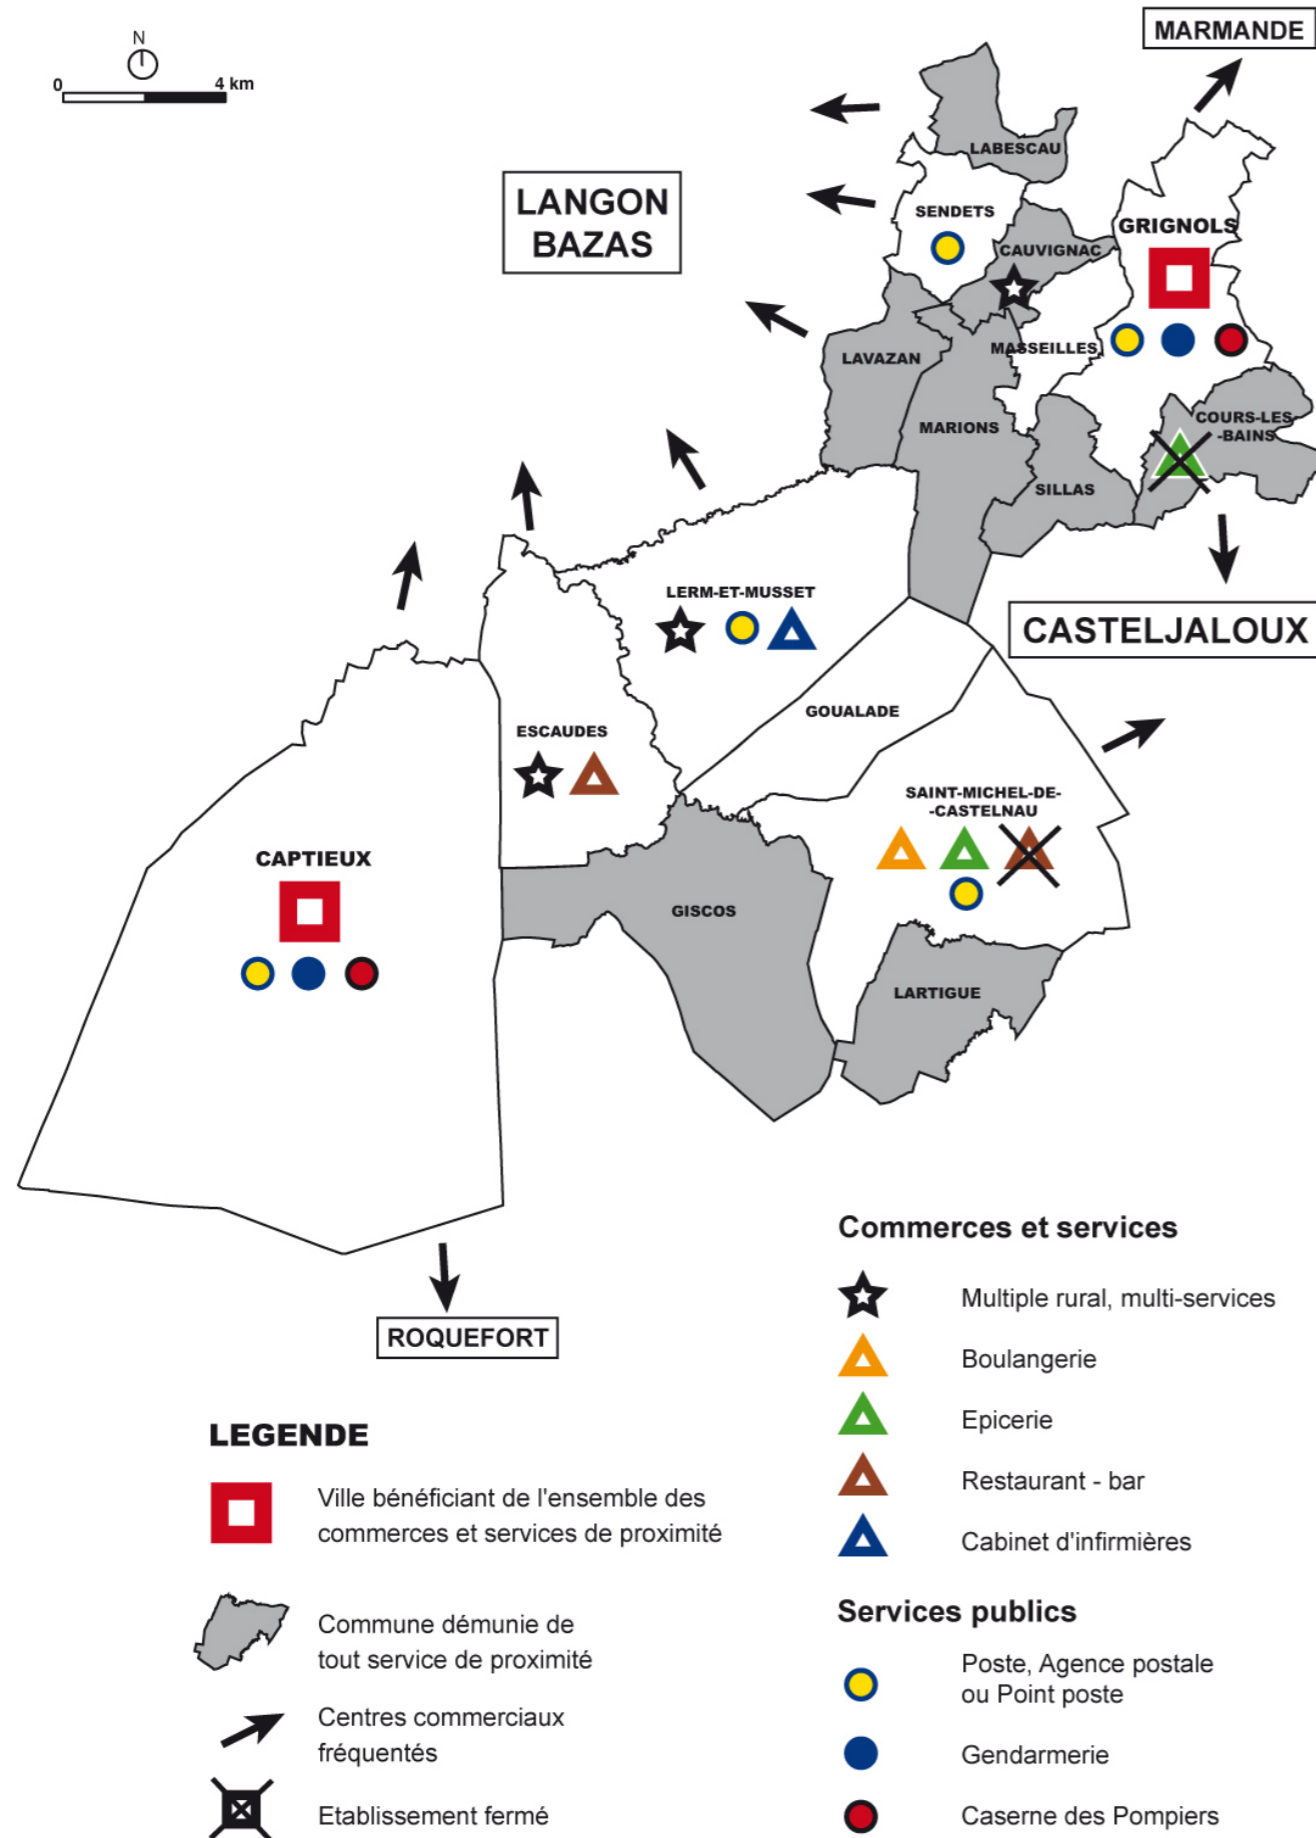 N
0 4 km
MARMANDE
LANGON
BAZAS
LABESCAU
SENDETS
CAUVIGNAC
GRIGNOLS
MASSEILLES
LAVAZAN
MARIONS
COURS-LES-
-BAINS
SILLAS
LERM-ET-MUSSET
CASTELJALOUX
GOUALADE
ESCAUDES
SAINT-MICHEL-DE-
-CASTELNAU
CAPTIEUX
GISCOS
LARTIGUE
ROQUEFORT
LEGENDE
Ville bénéficiant de l'ensemble des
commerces et services de proximité
Commune démunie de
tout service de proximité
Centres commerciaux
fréquentés
Etablissement fermé
Commerces et services
Multiple rural, multi-services
Boulangerie
Epicerie
Restaurant - bar
Cabinet d'infirmières
Services publics
Poste, Agence postale
ou Point poste
Gendarmerie
Caserne des Pompiers